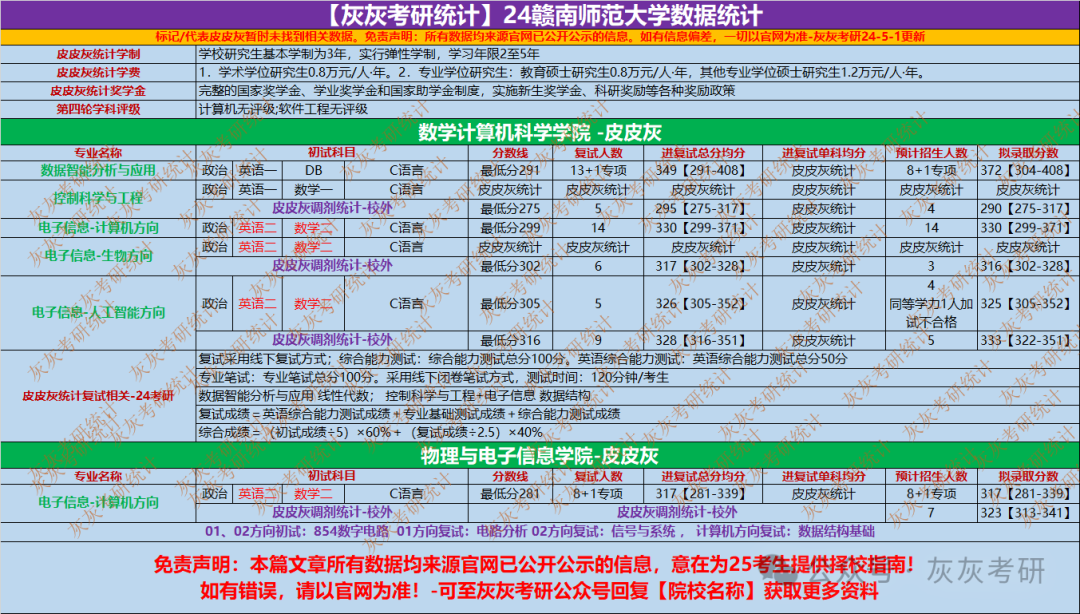 【灰灰考研统计】24赣南师范大学数据统计
标记/代表皮皮灰暂时未找到相关数据。免责声明：所有数据均来源官网已公开公示的信息。如有信息偏差，一切以官网为准-灰灰考研24-5-1更新
皮皮灰统计学制 学校研究生基本学制为3年，实行弹性学制，学习年限2至5年
皮皮灰统计学费 1．学术学位研究生0.8万元/人·年。2．专业学位研究生：教育硕士研究生0.8万元/人·年，其他专业学位硕士研究生1.2万元/人·年。
皮皮灰统计奖学金 完整的国家奖学金、学业奖学金和国家助学金制度，实施新生奖学金、科研奖励等各种奖励政策
第四轮学科评级 计算机无评级;软件工程无评级
数学计算机科学学院 -皮皮灰
专业名称 初试科目 分数线 复试人数 进复试总分均分 进复试单科均分 预计招生人数 拟录取分数
数据智能分析与应用 政治 英语一 DB C语言 最低分291 13+1专项 349【291-408】 皮皮灰统计 8+1专项 372【304-408】
控制科学与工程 政治 英语一 数学一 C语言 皮皮灰统计 皮皮灰统计 皮皮灰统计 皮皮灰统计 皮皮灰统计 皮皮灰统计
皮皮灰调剂统计-校外 最低分275 5 295【275-317】 皮皮灰统计 4 290【275-317】
电子信息-计算机方向 政治 英语二 数学二 C语言 最低分299 14 330【299-371】 皮皮灰统计 14 330【299-371】
电子信息-生物方向 政治 英语二 数学二 C语言 皮皮灰统计 皮皮灰统计 皮皮灰统计 皮皮灰统计 皮皮灰统计 皮皮灰统计
皮皮灰调剂统计-校外 最低分302 6 317【302-328】 皮皮灰统计 3 316【302-328】
电子信息-人工智能方向 政治 英语二 数学二 C语言 最低分305 5 326【305-352】 皮皮灰统计 4 325【305-352】
同等学力1人加
试不合格
皮皮灰调剂统计-校外 最低分316 9 328【316-351】 皮皮灰统计 5 333【322-351】
皮皮灰统计复试相关-24考研 复试采用线下复试方式；综合能力测试：综合能力测试总分100分。英语综合能力测试：英语综合能力测试总分50分
专业笔试：专业笔试总分100分。采用线下闭卷笔试方式，测试时间：120分钟/考生
数据智能分析与应用 线性代数； 控制科学与工程+电子信息 数据结构
复试成绩＝英语综合能力测试成绩＋专业基础测试成绩＋综合能力测试成绩
综合成绩＝（初试成绩÷5）×60%＋（复试成绩÷2.5）×40%
物理与电子信息学院-皮皮灰
专业名称 初试科目 分数线 复试人数 进复试总分均分 进复试单科均分 预计招生人数 拟录取分数
电子信息-计算机方向 政治 英语二 数学二 C语言 最低分281 8+1专项 317【281-339】 皮皮灰统计 8+1专项 317【281-339】
皮皮灰调剂统计-校外 皮皮灰调剂统计-校外 7 323【313-341】
01、02方向初试：854数字电路 01方向复试：电路分析 02方向复试：信号与系统 ，计算机方向复试：数据结构基础
免责声明：本篇文章所有数据均来源官网已公开公示的信息，意在为25考生提供择校指南！
如有错误，请以官网为准！-可至灰灰考研公众号回复【院校名称】获取更多资料
公众号 灰灰考研